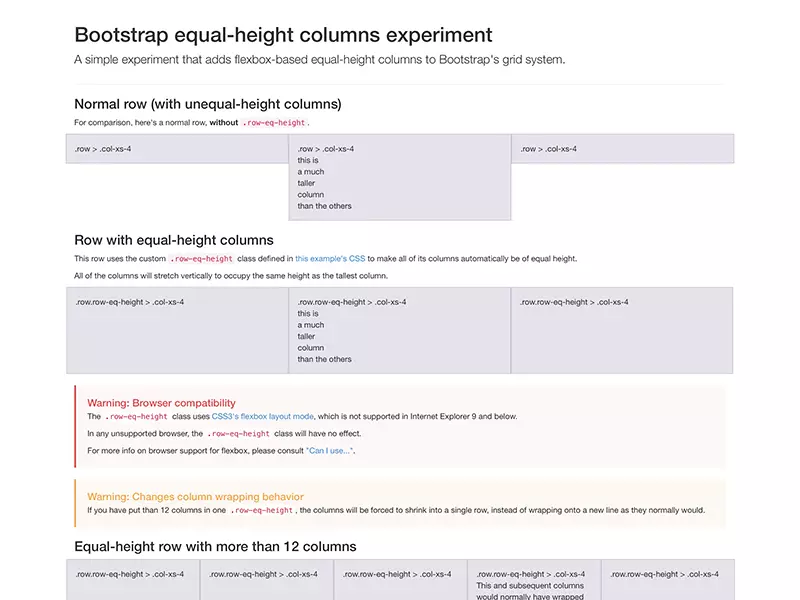 Bootstrap equal-height columns experiment
A simple experiment that adds flexbox-based equal-height columns to Bootstrap's grid system.
Normal row (with unequal-height columns)
For comparison, here's a normal row, without .row-eq-height .
.row > .col-xs-4
.row > .col-xs-4
this is
a much
taller
column
than the others
.row > .col-xs-4
Row with equal-height columns
This row uses the custom .row-eq-height class defined in this example's CSS to make all of its columns automatically be of equal height.
All of the columns will stretch vertically to occupy the same height as the tallest column.
.row.row-eq-height > .col-xs-4
.row.row-eq-height > .col-xs-4
this is
a much
taller
column
than the others
.row.row-eq-height > .col-xs-4
Warning: Browser compatibility
The .row-eq-height class uses CSS3's flexbox layout mode, which is not supported in Internet Explorer 9 and below.
In any unsupported browser, the .row-eq-height class will have no effect.
For more info on browser support for flexbox, please consult "Can I use...".
Warning: Changes column wrapping behavior
If you have put than 12 columns in one .row-eq-height , the columns will be forced to shrink into a single row, instead of wrapping onto a new line as they normally would.
Equal-height row with more than 12 columns
.row.row-eq-height > .col-xs-4
.row.row-eq-height > .col-xs-4
.row.row-eq-height > .col-xs-4
.row.row-eq-height > .col-xs-4
This and subsequent columns
would normally have wrapped
.row.row-eq-height > .col-xs-4